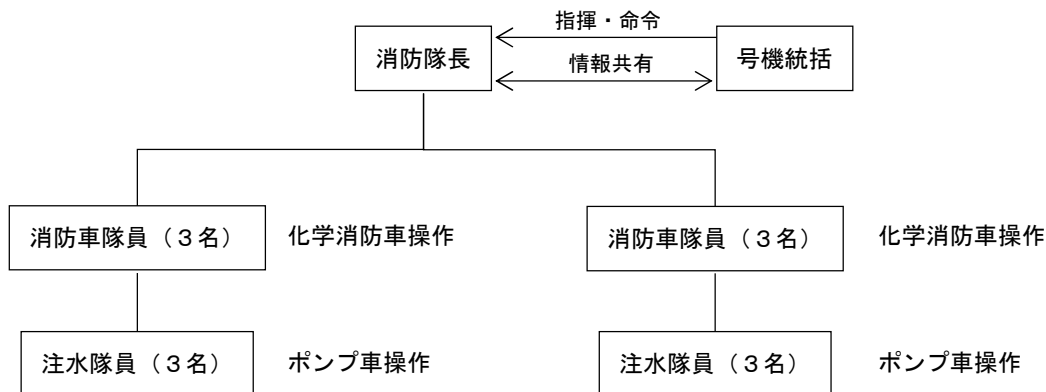 指揮・命令
消防隊長
号機統括
情報共有
消防車隊員(3名)
化学消防車操作
消防車隊員(3名)
化学消防車操作
注水隊員(3名)
ポンプ車操作
注水隊員(3名)
ポンプ車操作